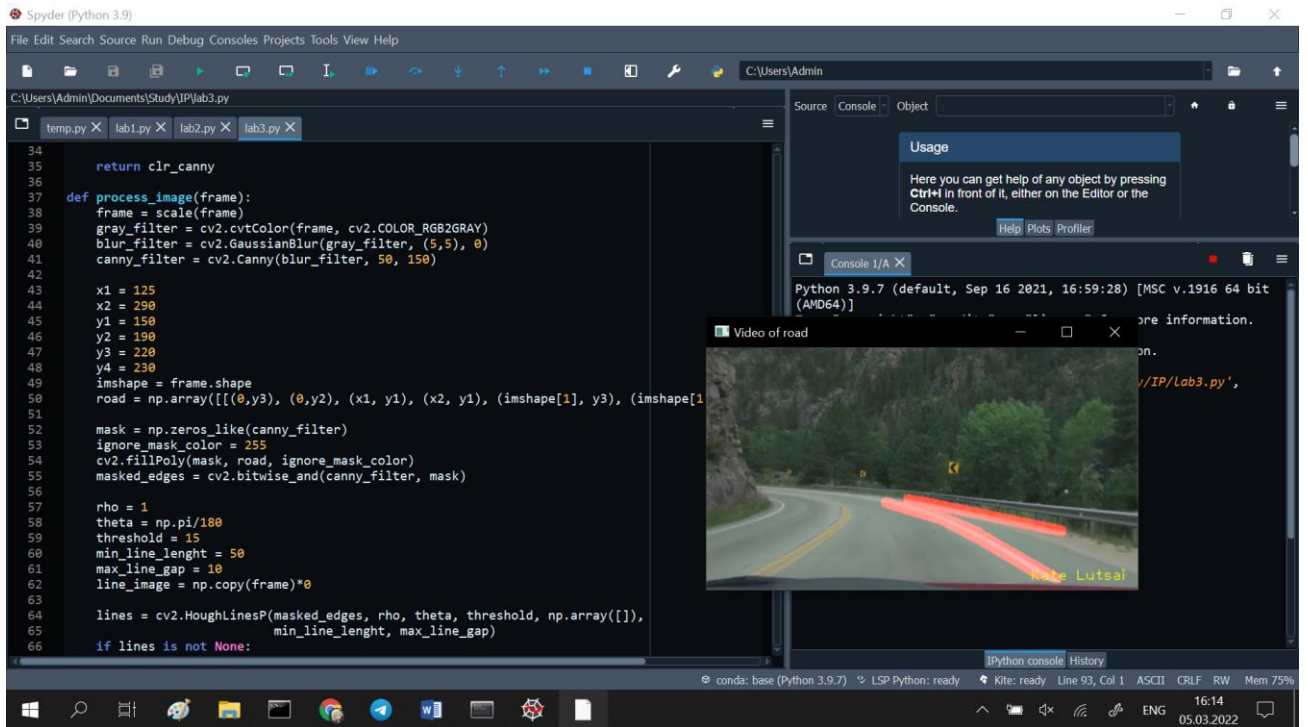 Spyder (Python 3.9)
File Edit Search Source Run Debug Consoles Projects Tools View Help
C:\Users\Admin
C:\Users\Admin\Documents\Study\IP\lab3.py
temp.py X lab1.py X lab2.py X lab3.py X
34
35 return clr_canny
36
37 def process_image(frame):
38 frame = scale(frame)
39 gray_filter = cv2.cvtColor(frame, cv2.COLOR_RGB2GRAY)
40 blur_filter = cv2.GaussianBlur(gray_filter, (5,5), 0)
41 canny_filter = cv2.Canny(blur_filter, 50, 150)
42
43 x1 = 125
44 x2 = 290
45 y1 = 150
46 y2 = 190
47 y3 = 220
48 y4 = 230
49 imshape = frame.shape
50 road = np.array([[(0,y3), (0,y2), (x1, y1), (x2, y1), (imshape[1], y3), (imshape[1
51
52 mask = np.zeros_like(canny_filter)
53 ignore_mask_color = 255
54 cv2.fillPoly(mask, road, ignore_mask_color)
55 masked_edges = cv2.bitwise_and(canny_filter, mask)
56
57 rho = 1
58 theta = np.pi/180
59 threshold = 15
60 min_line_lenght = 50
61 max_line_gap = 10
62 line_image = np.copy(frame)*0
63
64 lines = cv2.HoughLinesP(masked_edges, rho, theta, threshold, np.array([]),
65 min_line_lenght, max_line_gap)
66 if lines is not None:
Source Console Object
Usage
Here you can get help of any object by pressing
Ctrl+I in front of it, either on the Editor or the
Console.
Help Plots Profiler
Console 1/A X
Python 3.9.7 (default, Sep 16 2021, 16:59:28) [MSC v.1916 64 bit
(AMD64)]
ore information.
on.
y/IP/lab3.py',
Video of road
Kate Lutsai
IPython console History
conda: base (Python 3.9.7) LSP Python: ready Kite: ready Line 93, Col 1 ASCII CRLF RW Mem 75%
ENG
16:14
05.03.2022